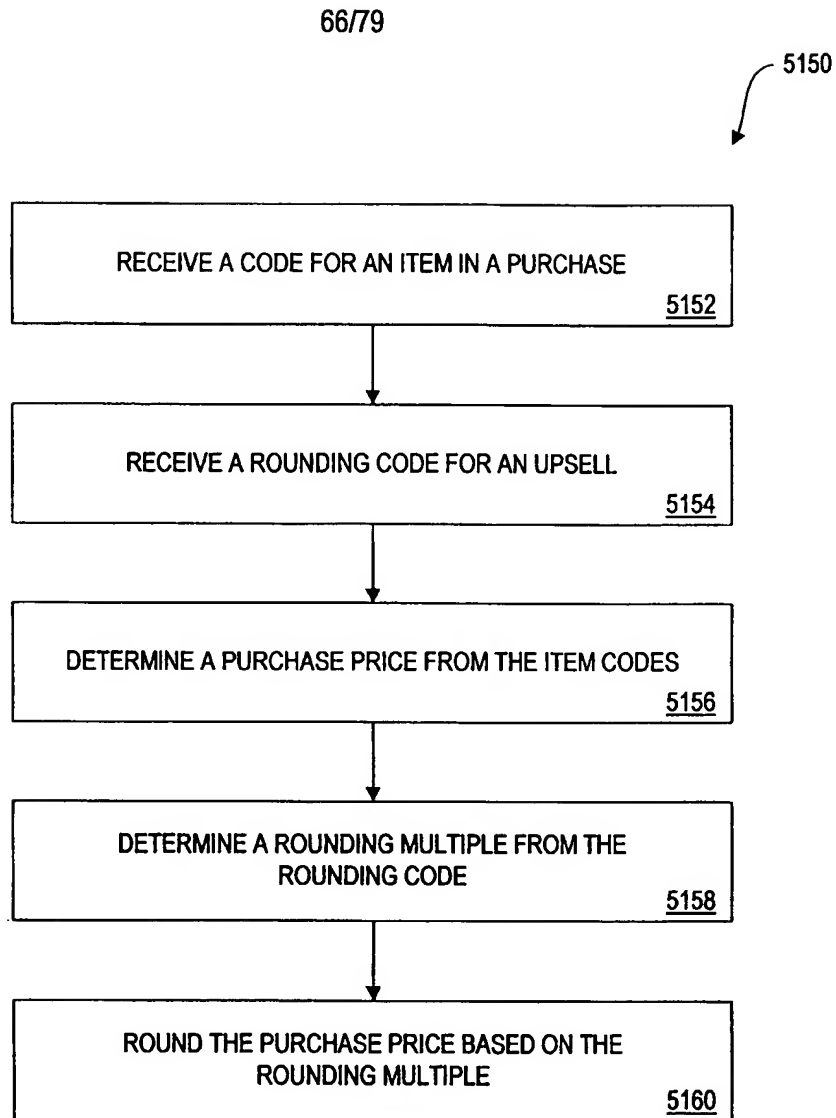 66/79
5150
RECEIVE A CODE FOR AN ITEM IN A PURCHASE
5152
RECEIVE A ROUNDING CODE FOR AN UPSELL
5154
DETERMINE A PURCHASE PRICE FROM THE ITEM CODES
5156
DETERMINE A ROUNDING MULTIPLE FROM THE
ROUNDING CODE
5158
ROUND THE PURCHASE PRICE BASED ON THE
ROUNDING MULTIPLE
5160